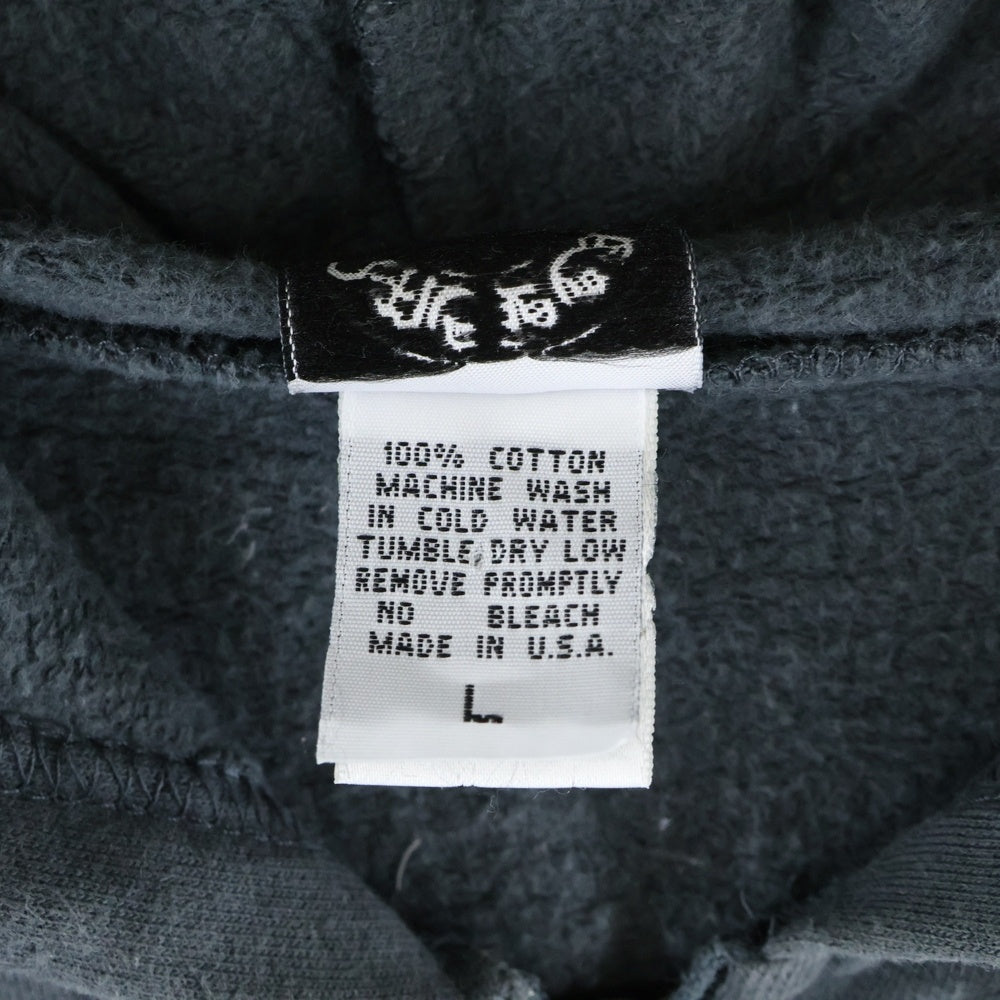 100% COTTON
MACHINE WASH
IN COLD WATER
TUMBLE DRY LOW
REMOVE PROMPTLY
NO BLEACH
MADE IN U.S.A.
L